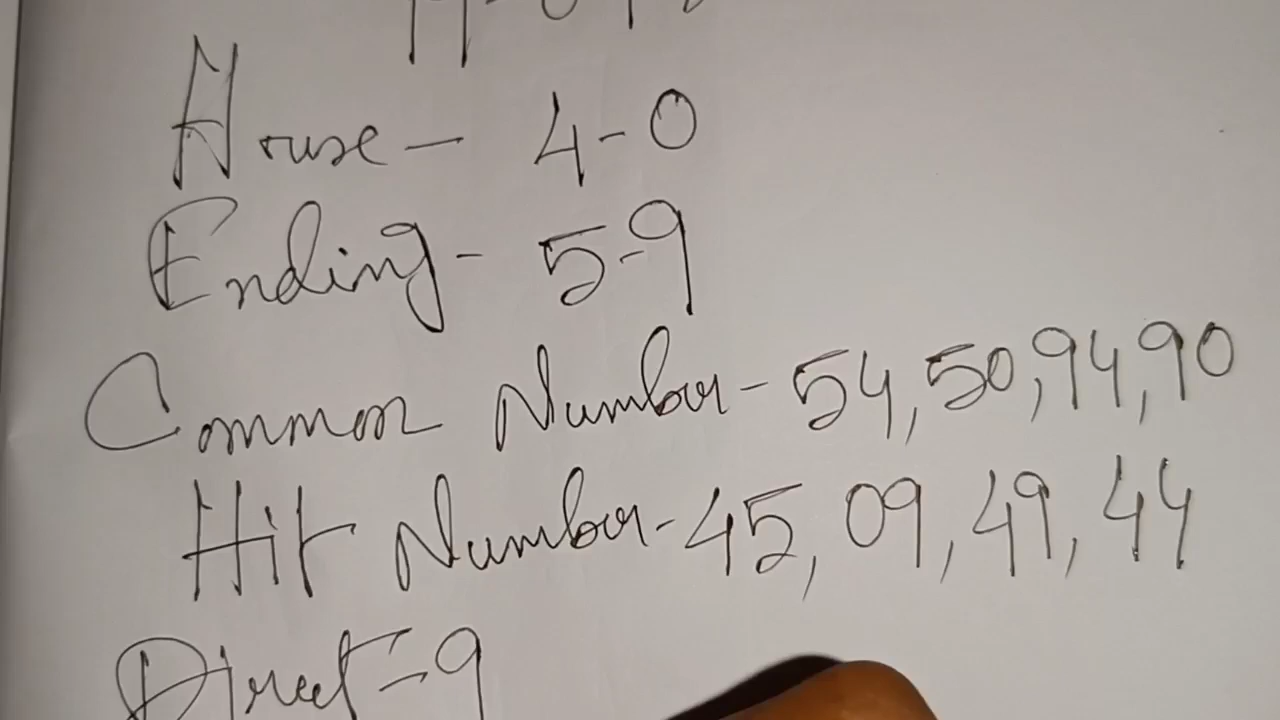 House - 4-0
Ending - 5-9
Common Number - 54, 50, 94, 90
Hit Number - 45, 09, 49, 44
Direct = 9